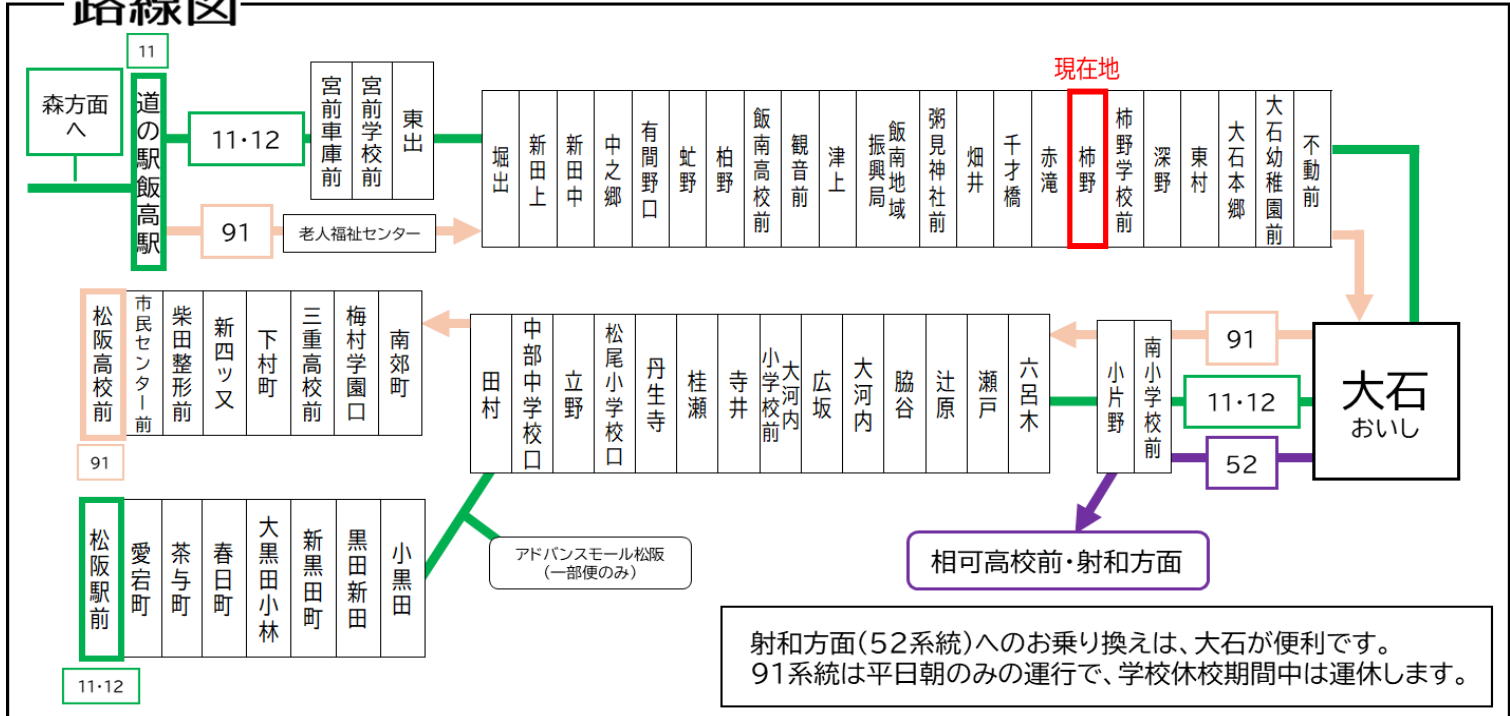 路線図
11
森方面
へ
道の駅飯高駅
11・12
宮前車庫前
宮前学校前
東出
91
老人福祉センター
現在地
堀出
新田上
新田中
中之郷
有間野口
虻野
柏野
飯南高校前
観音前
津上
飯南地域
振興局
粥見神社前
畑井
千才橋
赤滝
柿野
柿野学校前
深野
東村
大石本郷
大石幼稚園前
不動前
松阪高校前
市民センター前
柴田整形前
新四ツ又
下村町
三重高校前
梅村学園口
南郊町
91
田村
中部中学校口
立野
松尾小学校口
丹生寺
桂瀬
寺井
大河内
小学校前
広坂
大河内
脇谷
辻原
瀬戸
六呂木
小片野
南小学校前
91
11・12
52
大石
おいし
松阪駅前
愛宕町
茶与町
春日町
大黒田小林
新黒田町
黒田新田
小黒田
11・12
アドバンスモール松阪
(一部便のみ)
相可高校前・射和方面
射和方面(52系統)へのお乗り換えは、大石が便利です。
91系統は平日朝のみの運行で、学校休校期間中は運休します。